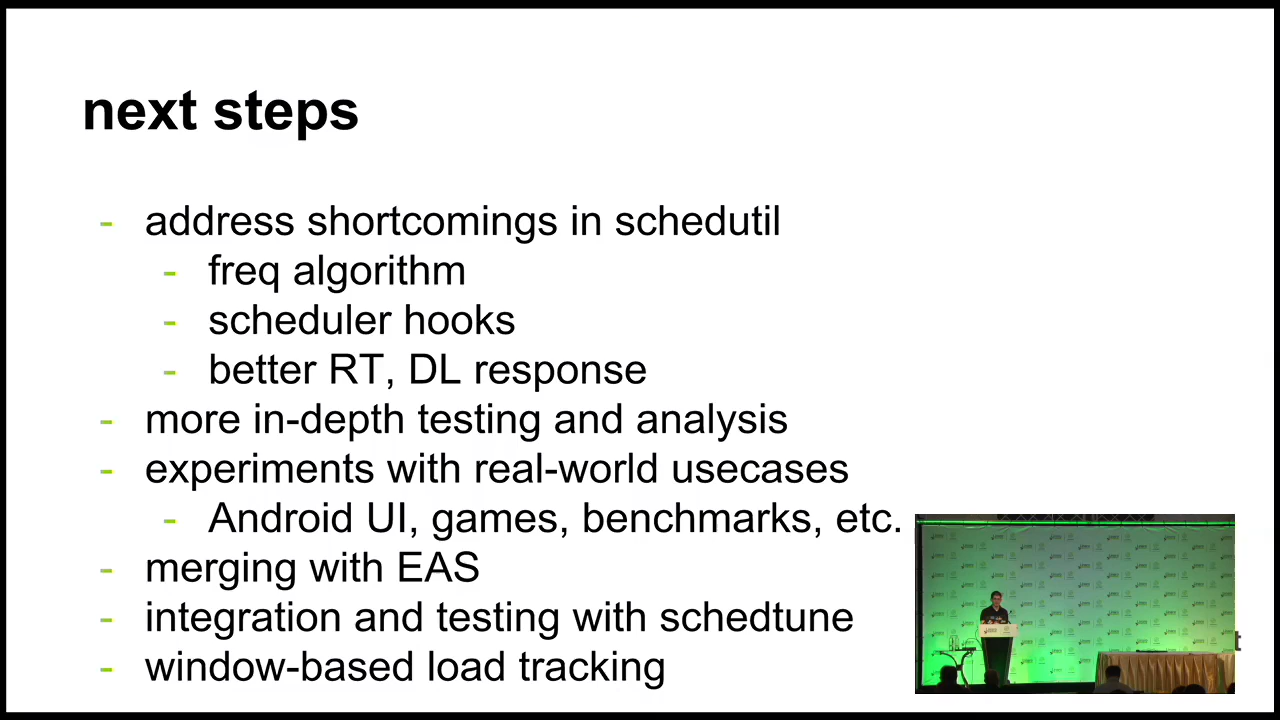 next steps
- address shortcomings in schedutil
- freq algorithm
- scheduler hooks
- better RT, DL response
- more in-depth testing and analysis
- experiments with real-world usecases
- Android UI, games, benchmarks, etc.
- merging with EAS
- integration and testing with schedtune
- window-based load tracking